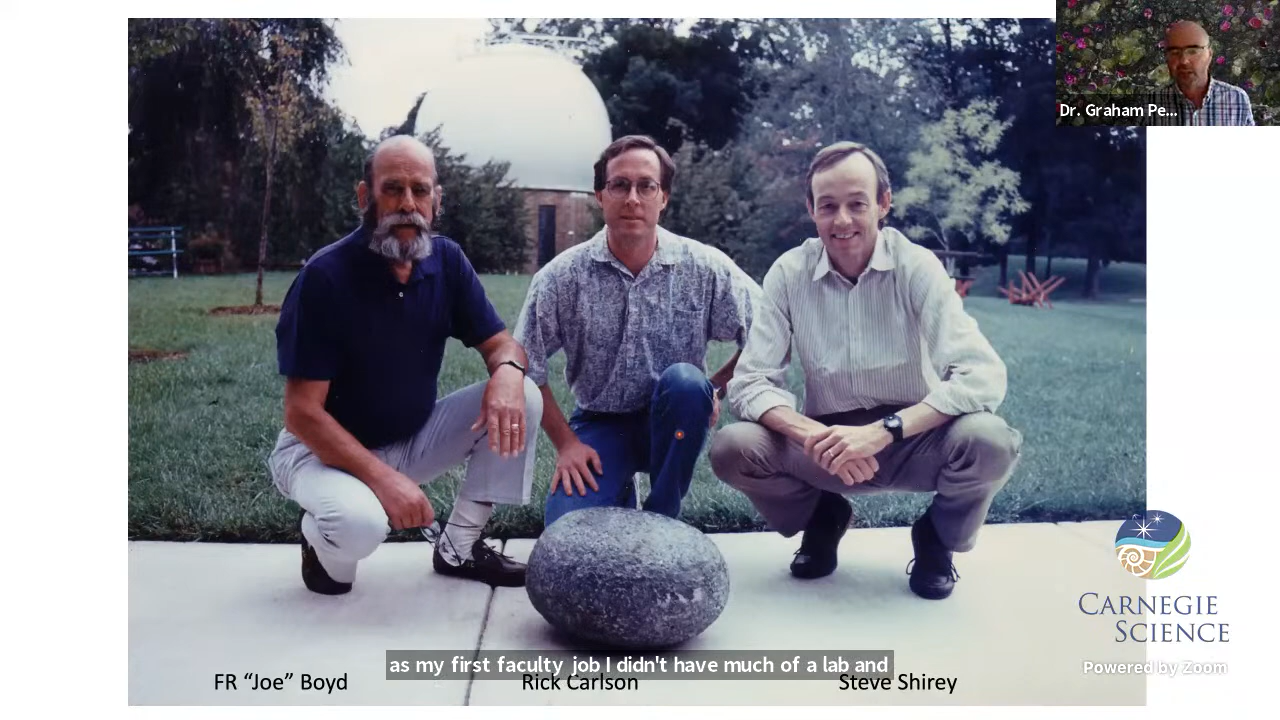 Dr. Graham Pe...
CARNEGIE
SCIENCE
Powered by Zoom
as my first faculty job I didn't have much of a lab and
FR “Joe” Boyd
Rick Carlson
Steve Shirey